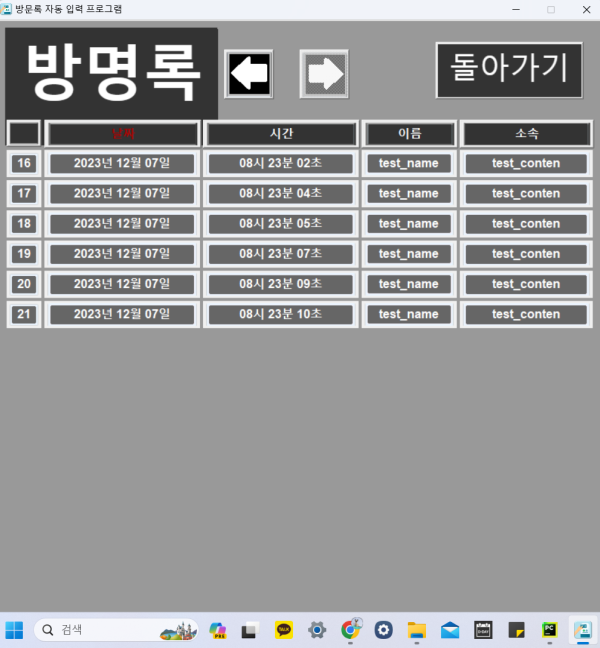 방문록 자동 입력 프로그램
방명록
돌아가기
날짜 시간 이름 소속
16 2023년 12월 07일 08시 23분 02초 test_name test_conten
17 2023년 12월 07일 08시 23분 04초 test_name test_conten
18 2023년 12월 07일 08시 23분 05초 test_name test_conten
19 2023년 12월 07일 08시 23분 07초 test_name test_conten
20 2023년 12월 07일 08시 23분 09초 test_name test_conten
21 2023년 12월 07일 08시 23분 10초 test_name test_conten
검색
PRE
TALK
D-DAY
PC